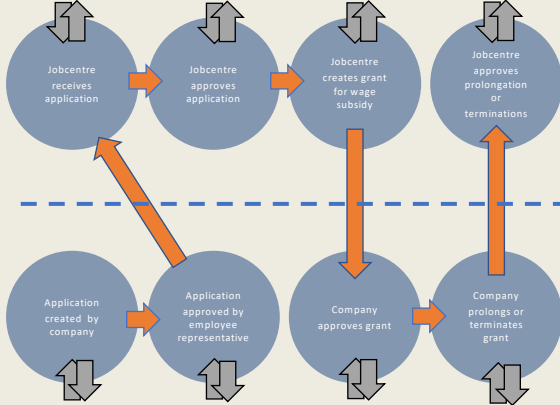 Jobcentre
receives
application
Jobcentre
approves
application
Jobcentre
creates grant
for wage
subsidy
Jobcentre
approves
prolongation
or
terminations
Application
created by
company
Application
approved by
employee
representative
Company
approves grant
Company
prolongs or
terminates
grant